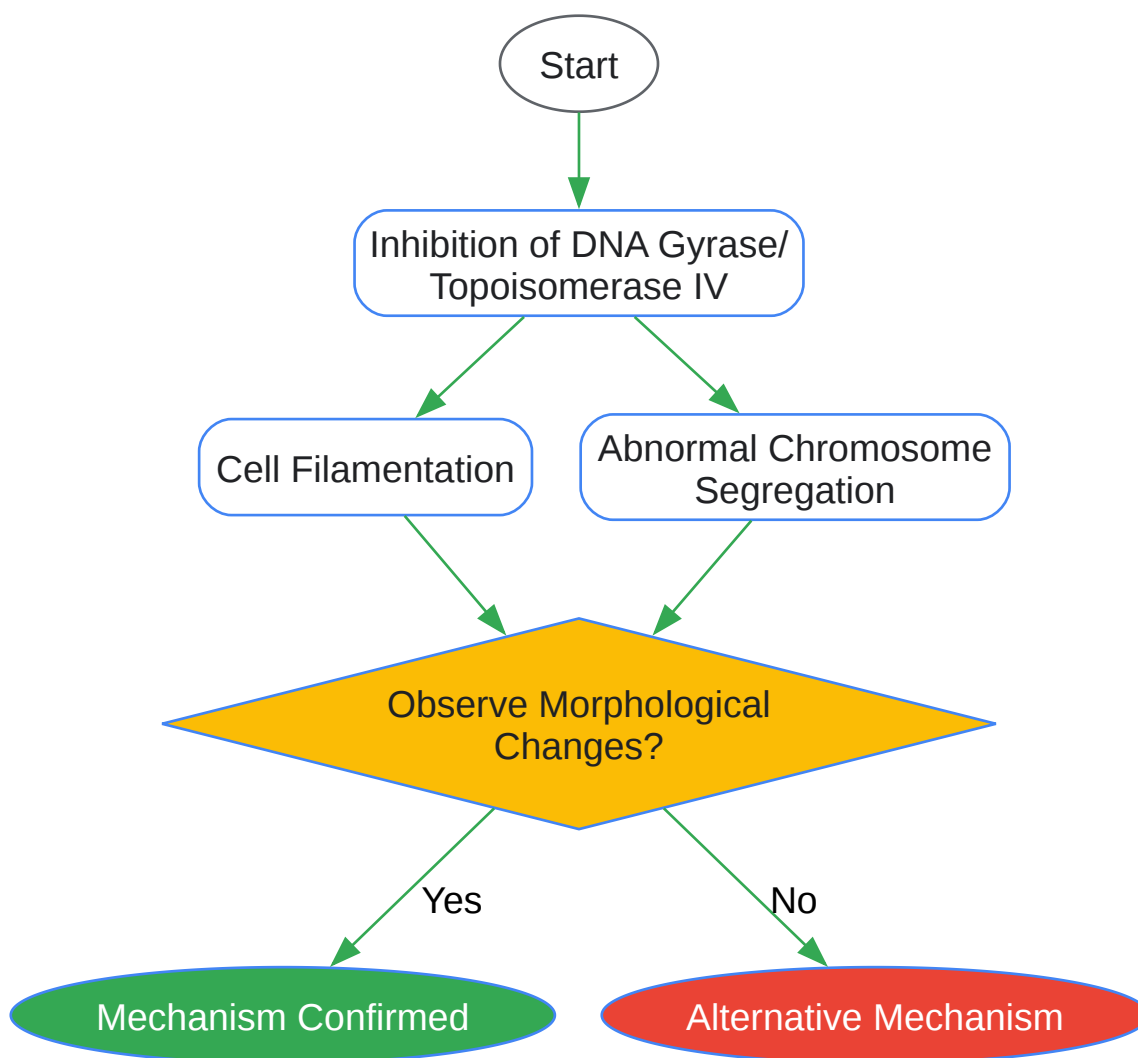 Start
Inhibition of DNA Gyrase/
Topoisomerase IV
Cell Filamentation
Abnormal Chromosome
Segregation
Observe Morphological
Changes?
Yes
No
Mechanism Confirmed
Alternative Mechanism